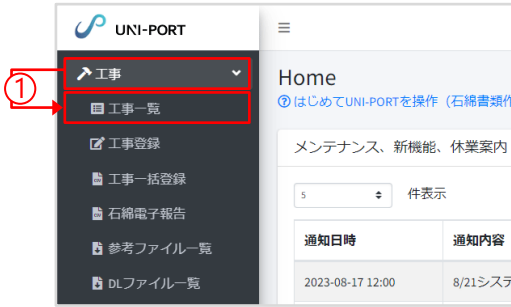 UNI-PORT
工事
①
工事一覧
工事登録
工事一括登録
石綿電子報告
参考ファイル一覧
DLファイル一覧
Home
はじめてUNI-PORTを操作（石綿書類作
メンテナンス、新機能、休業案内
5 件表示
通知日時 通知内容
2023-08-17 12:00 8/21システ